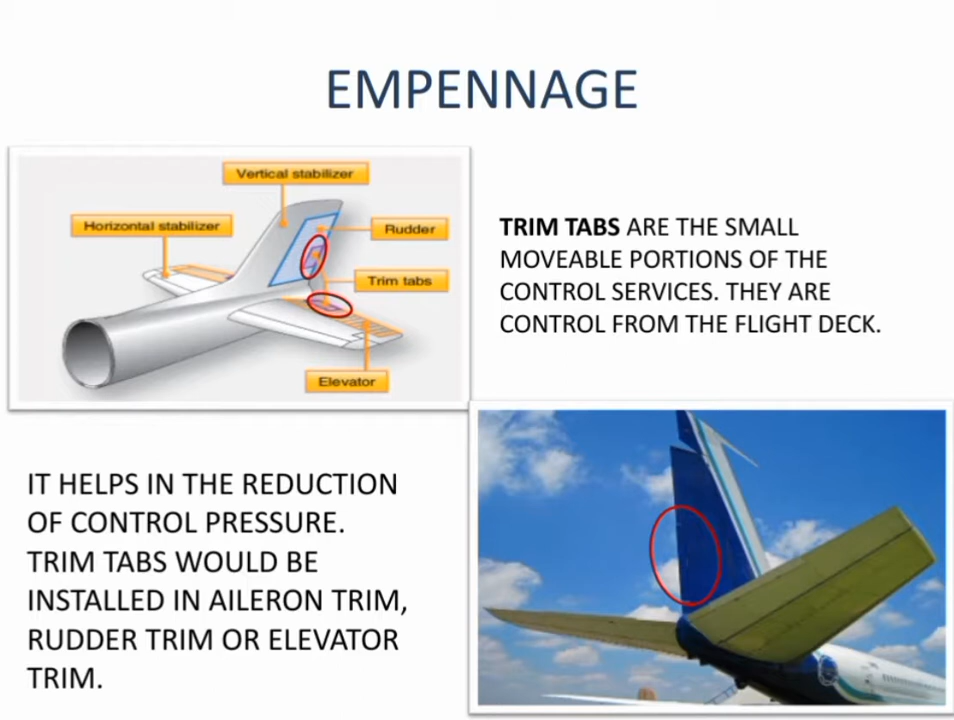 EMPENNAGE
Vertical stabilizer
Horizontal stabilizer
Rudder
Trim tabs
Elevator
TRIM TABS ARE THE SMALL
MOVEABLE PORTIONS OF THE
CONTROL SERVICES. THEY ARE
CONTROL FROM THE FLIGHT DECK.
IT HELPS IN THE REDUCTION
OF CONTROL PRESSURE.
TRIM TABS WOULD BE
INSTALLED IN AILERON TRIM,
RUDDER TRIM OR ELEVATOR
TRIM.